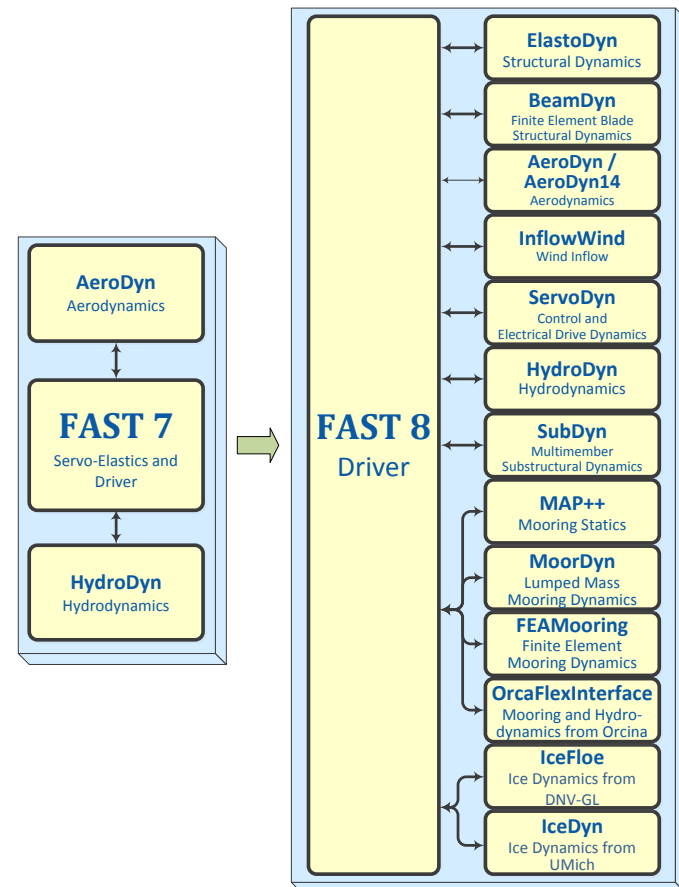 AeroDyn
Aerodynamics
FAST 7
Servo-Elastics and
Driver
HydroDyn
Hydrodynamics
FAST 8
Driver
ElastoDyn
Structural Dynamics
BeamDyn
Finite Element Blade
Structural Dynamics
AeroDyn /
AeroDyn14
Aerodynamics
InflowWind
Wind Inflow
ServoDyn
Control and
Electrical Drive Dynamics
HydroDyn
Hydrodynamics
SubDyn
Multimember
Substructural Dynamics
MAP++
Mooring Statics
MoorDyn
Lumped Mass
Mooring Dynamics
FEAMooring
Finite Element
Mooring Dynamics
OrcaFlexInterface
Mooring and Hydro-
dynamics from Orcina
IceFloe
Ice Dynamics from
DNV-GL
IceDyn
Ice Dynamics from
UMich